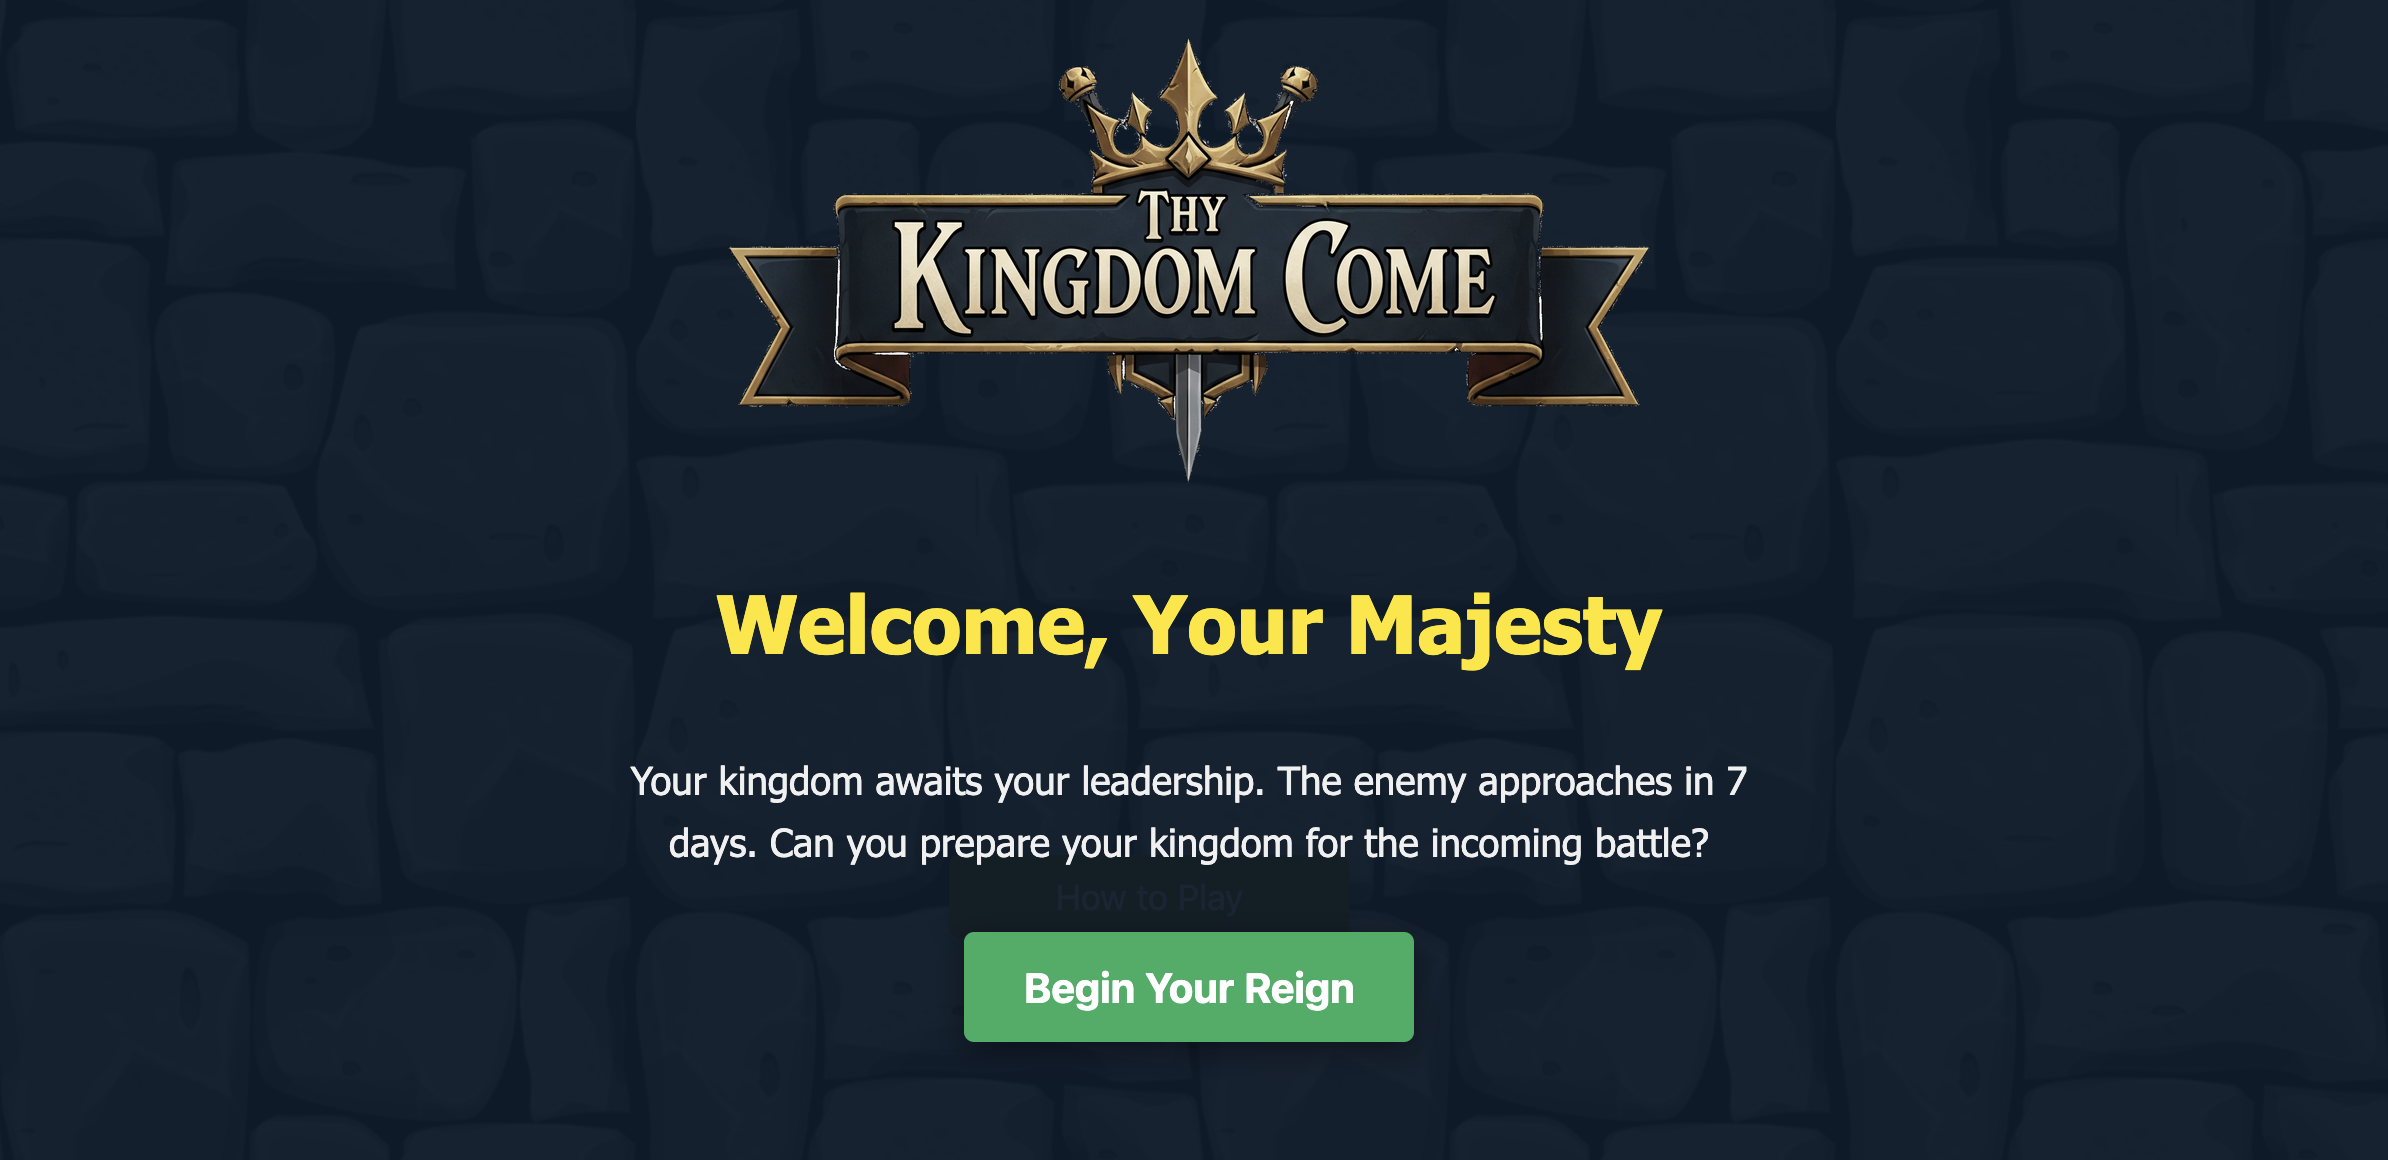 THY
KINGDOM COME
Welcome, Your Majesty
Your kingdom awaits your leadership. The enemy approaches in 7
days. Can you prepare your kingdom for the incoming battle?
How to Play
Begin Your Reign